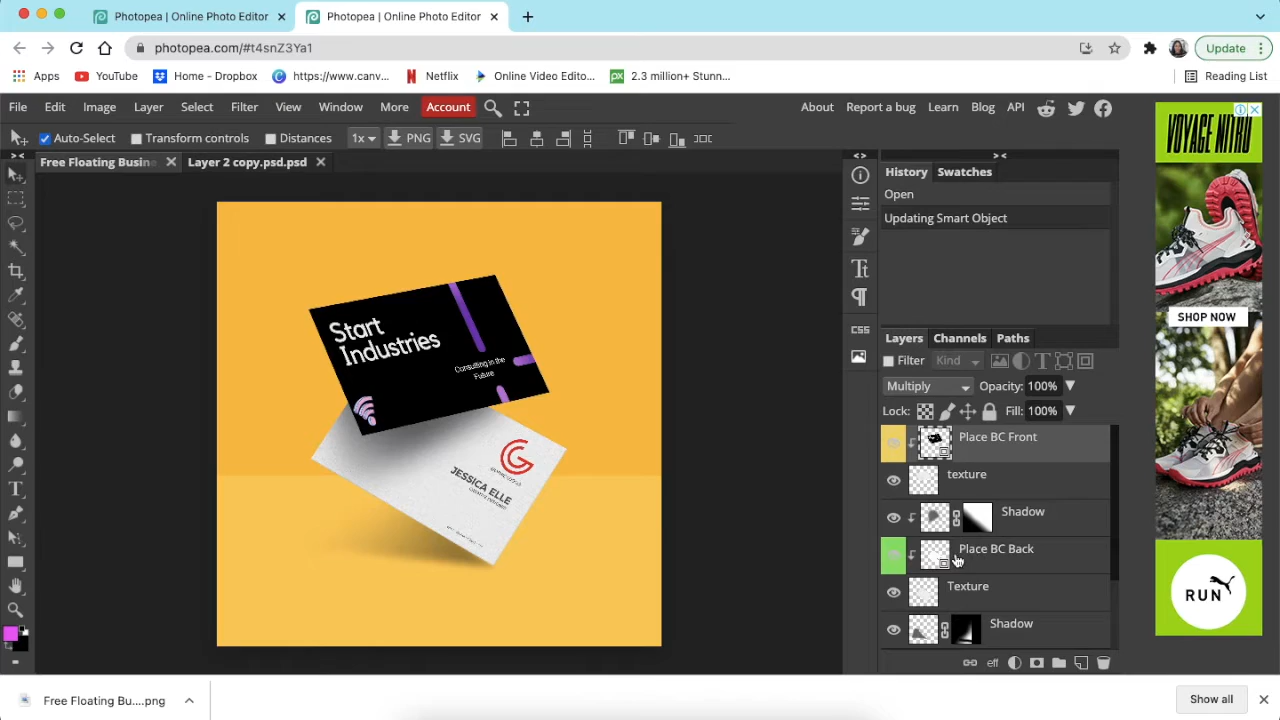 Photopea | Online Photo Editor
Photopea | Online Photo Editor
photopea.com/#t4snZ3Ya1
Update
Apps
YouTube
Home - Dropbox
https://www.canv...
Netflix
Online Video Edito...
2.3 million+ Stunn...
Reading List
File Edit Image Layer Select Filter View Window More Account
About Report a bug Learn Blog API
Auto-Select
Transform controls
Distances
1x
PNG
SVG
Free Floating Busine
Layer 2 copy.psd.psd
History Swatches
Open
Updating Smart Object
CSS
Layers Channels Paths
Filter Kind
Multiply Opacity: 100%
Lock: Fill: 100%
Place BC Front
texture
Shadow
Place BC Back
Texture
Shadow
eff
Start
Industries
Consulting in the
Future
JESSICA ELLE
VOYAGE NITRO
SHOP NOW
RUN
Free Floating Bu....png
Show all